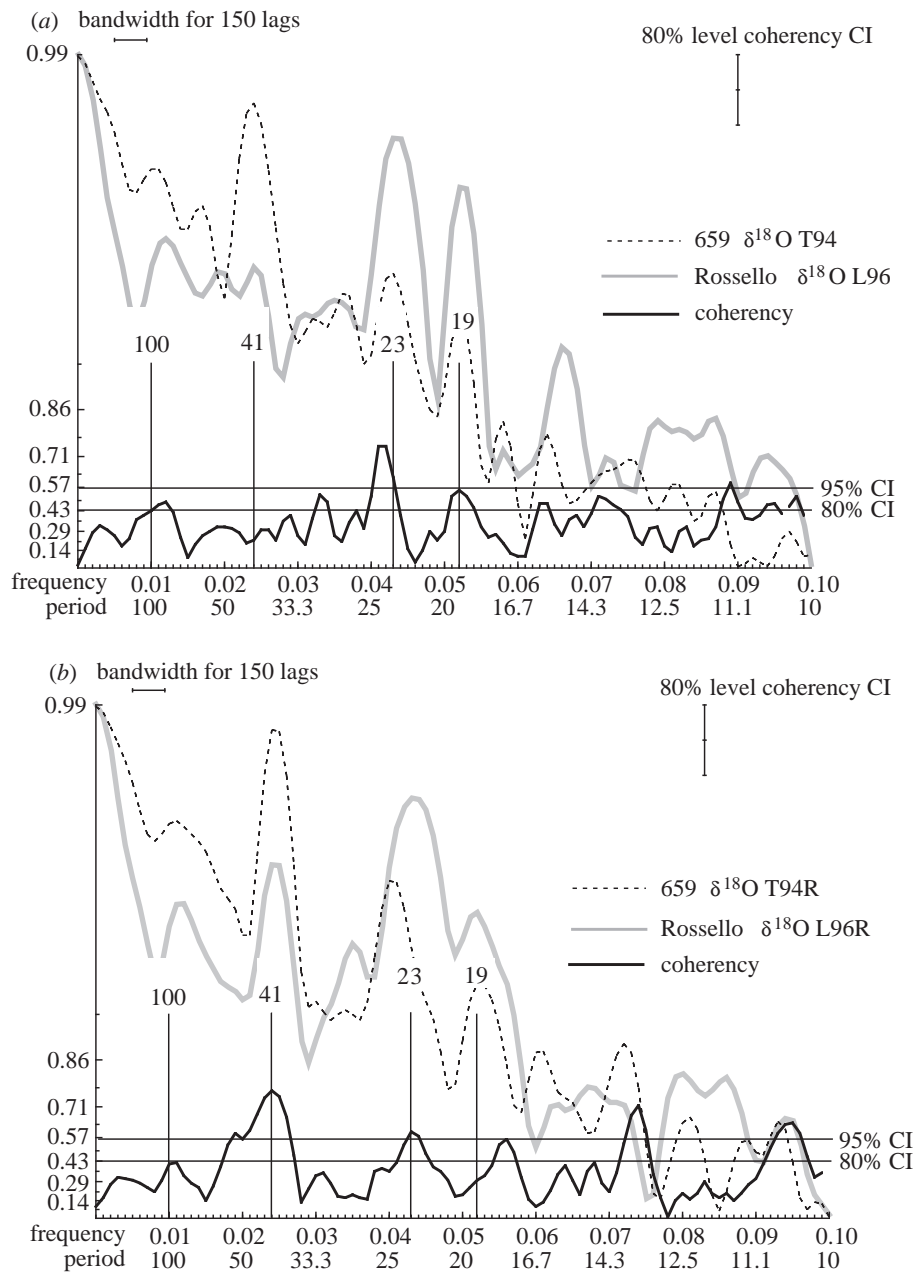 (a) bandwidth for 150 lags
80% level coherency CI
0.99
659 δ18O T94
Rossello δ18O L96
coherency
19
100 41 23
0.86
0.71
0.57 95% CI
0.43 80% CI
0.29
0.14
frequency 0.01 0.02 0.03 0.04 0.05 0.06 0.07 0.08 0.09 0.10
period 100 50 33.3 25 20 16.7 14.3 12.5 11.1 10
(b) bandwidth for 150 lags
80% level coherency CI
0.99
659 δ18O T94R
Rossello δ18O L96R
coherency
100 41 23 19
0.86
0.71
0.57 95% CI
0.43 80% CI
0.29
0.14
frequency 0.01 0.02 0.03 0.04 0.05 0.06 0.07 0.08 0.09 0.10
period 100 50 33.3 25 20 16.7 14.3 12.5 11.1 10